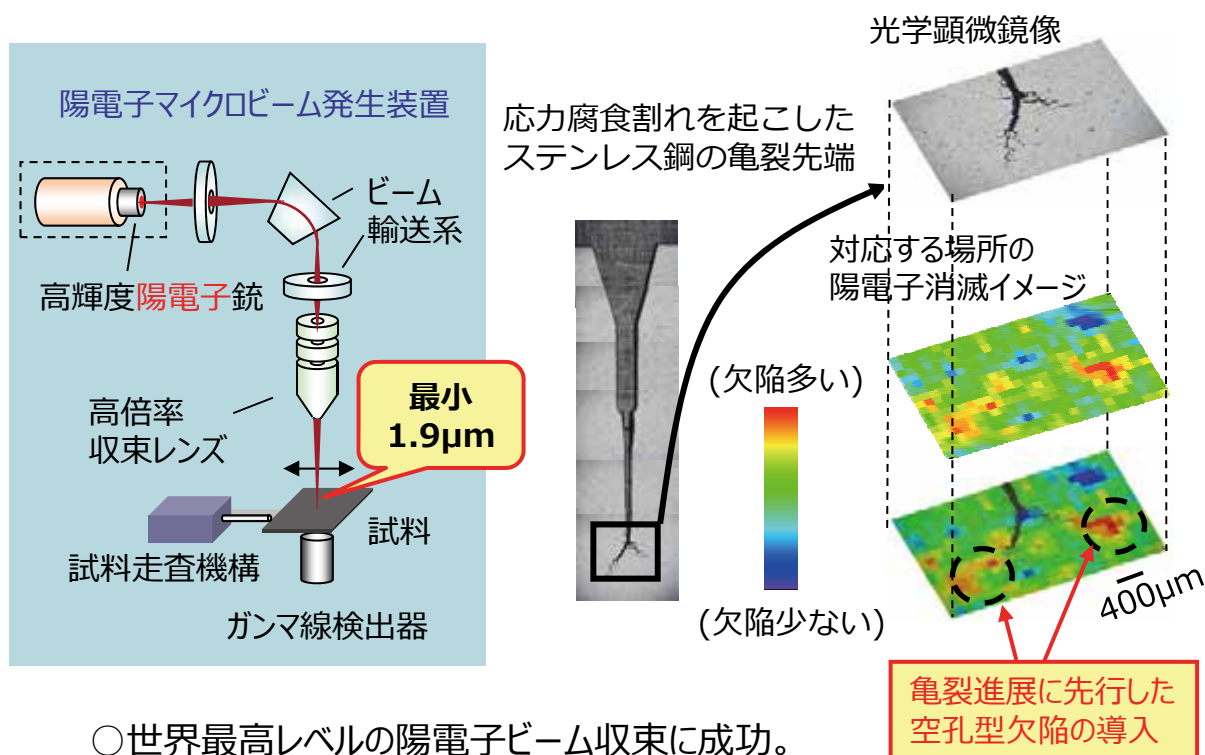 陽電子マイクロビーム発生装置
ビーム
輸送系
高輝度陽電子銃
高倍率
収束レンズ
最小
1.9μm
試料
試料走査機構
ガンマ線検出器
応力腐食割れを起こした
ステンレス鋼の亀裂先端
光学顕微鏡像
対応する場所の
陽電子消滅イメージ
(欠陥多い)
(欠陥少ない)
400μm
亀裂進展に先行した
空孔型欠陥の導入
○世界最高レベルの陽電子ビーム収束に成功。